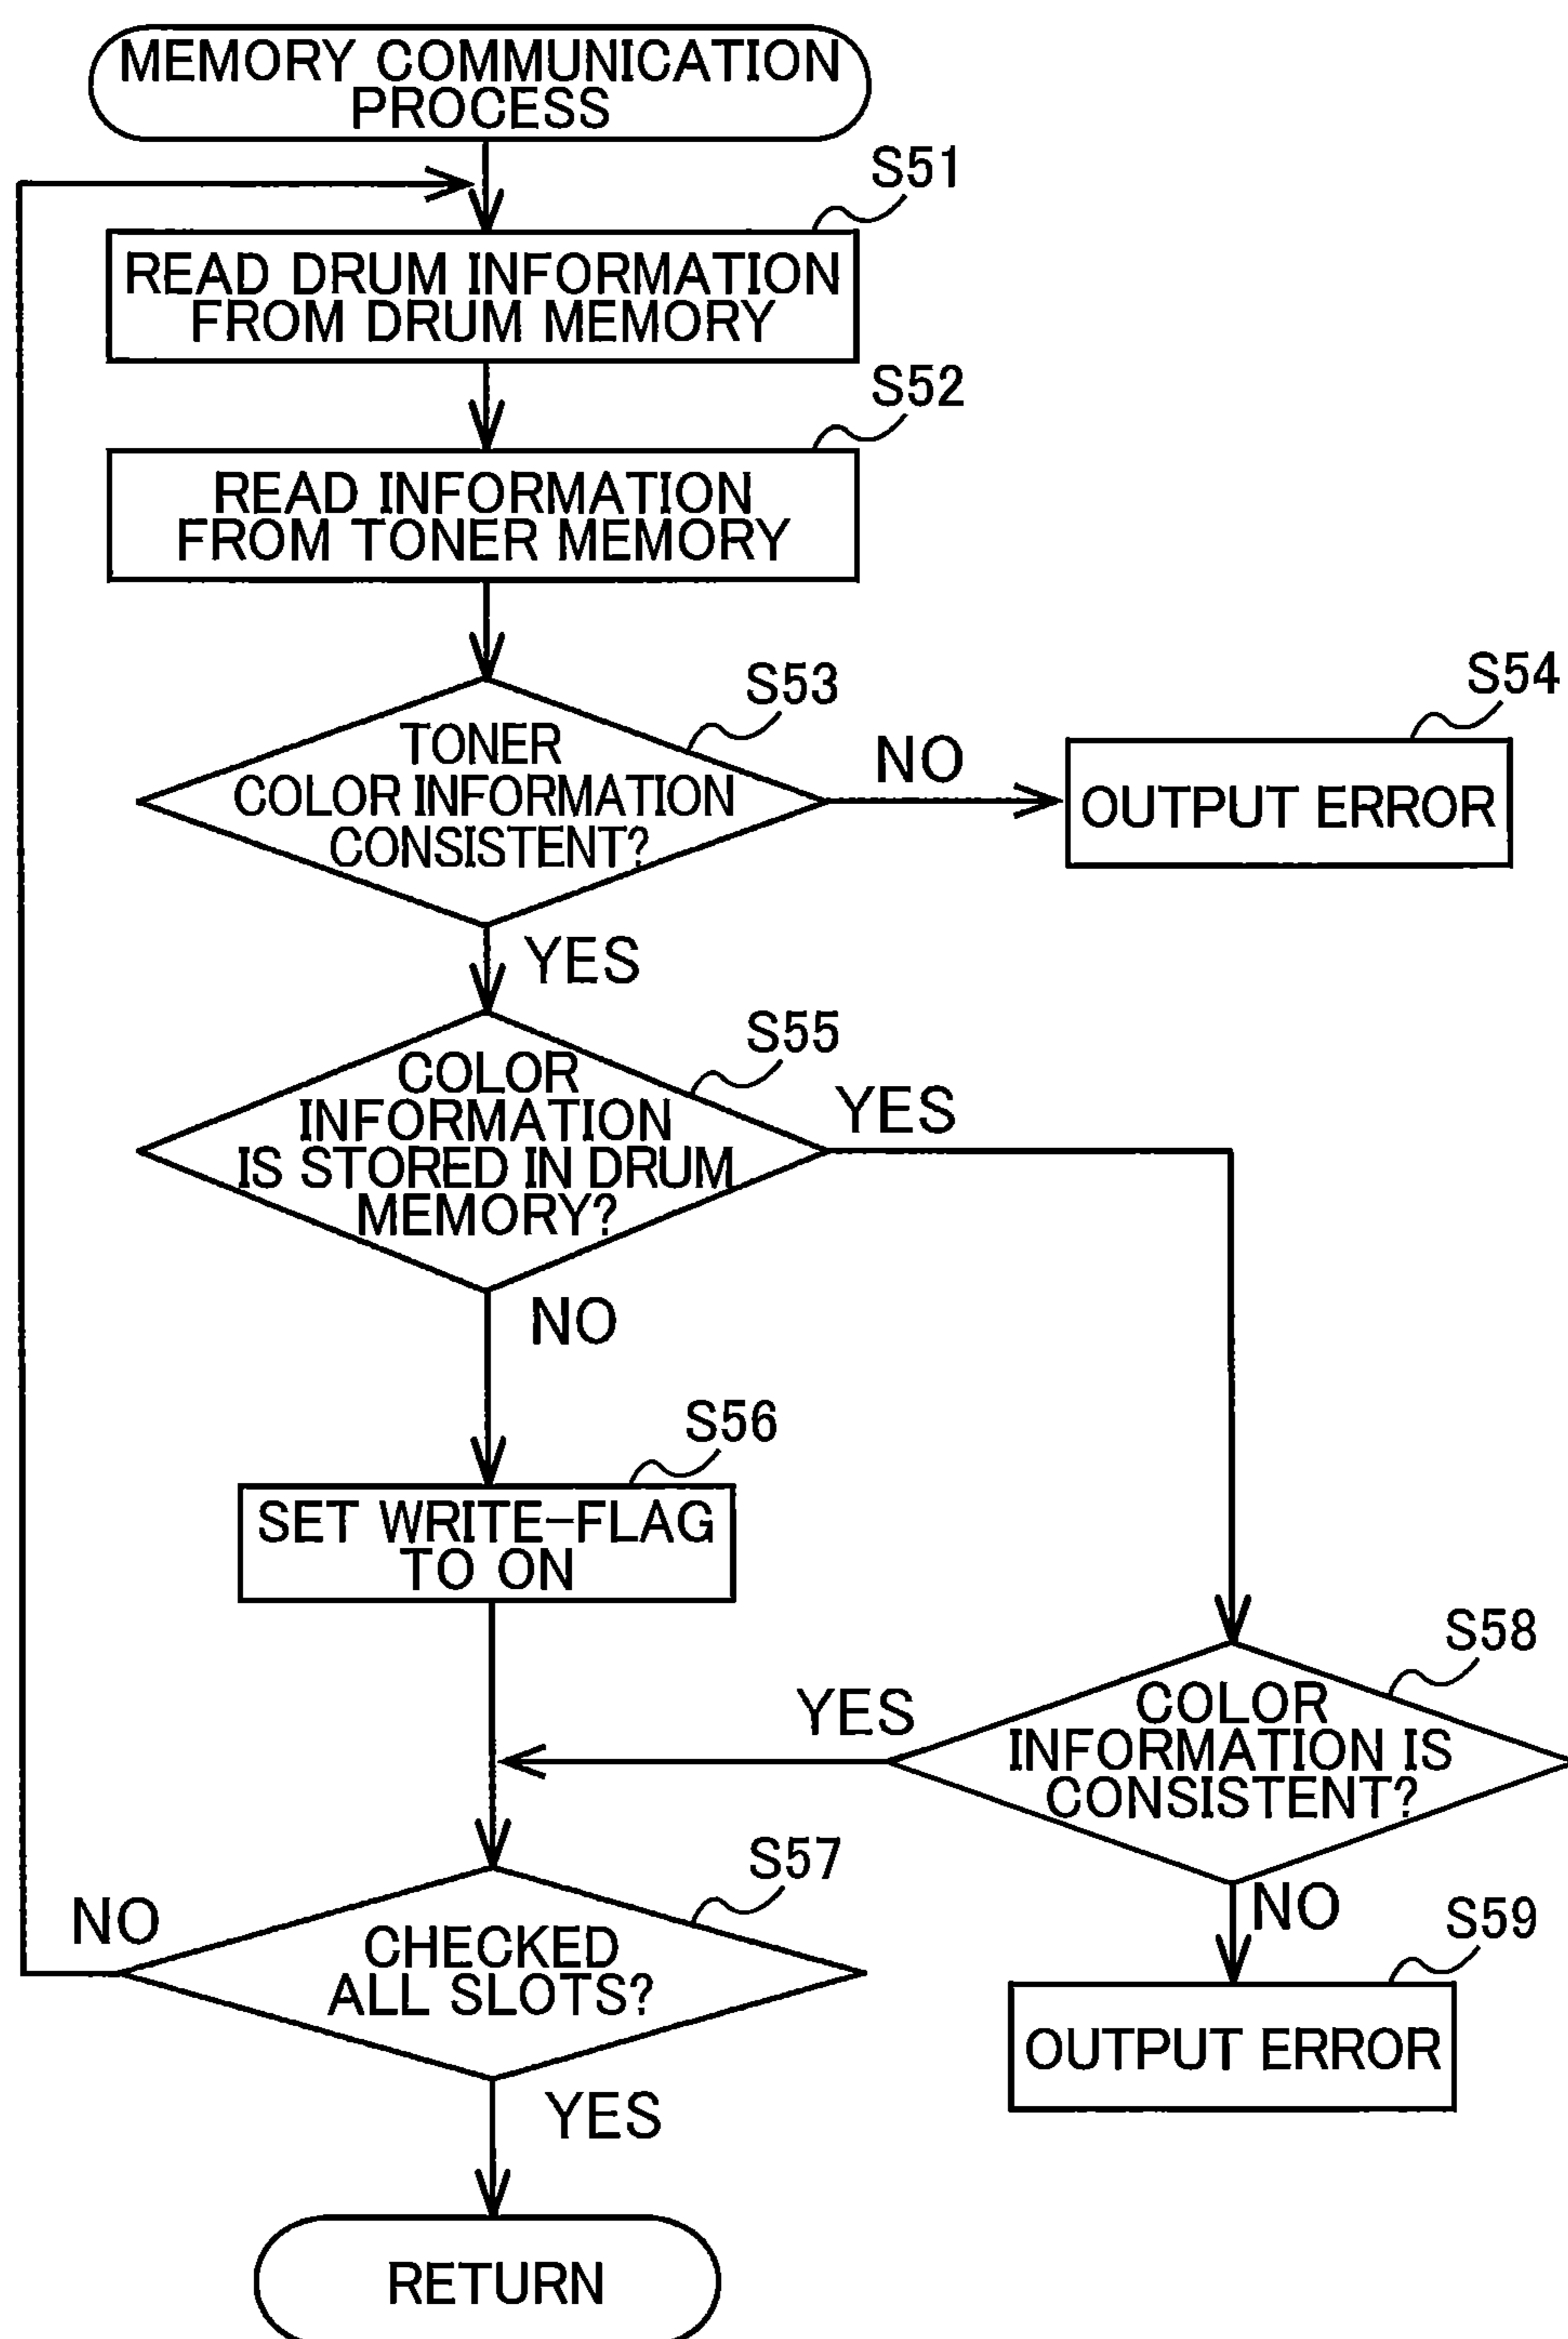 MEMORY COMMUNICATION
PROCESS
S51
READ DRUM INFORMATION
FROM DRUM MEMORY
S52
READ INFORMATION
FROM TONER MEMORY
S53
TONER
COLOR INFORMATION
CONSISTENT?
NO
S54
OUTPUT ERROR
YES
S55
COLOR
INFORMATION
IS STORED IN DRUM
MEMORY?
YES
NO
S56
SET WRITE-FLAG
TO ON
S58
COLOR
INFORMATION IS
CONSISTENT?
YES
S57
CHECKED
ALL SLOTS?
NO
NO
S59
OUTPUT ERROR
YES
RETURN